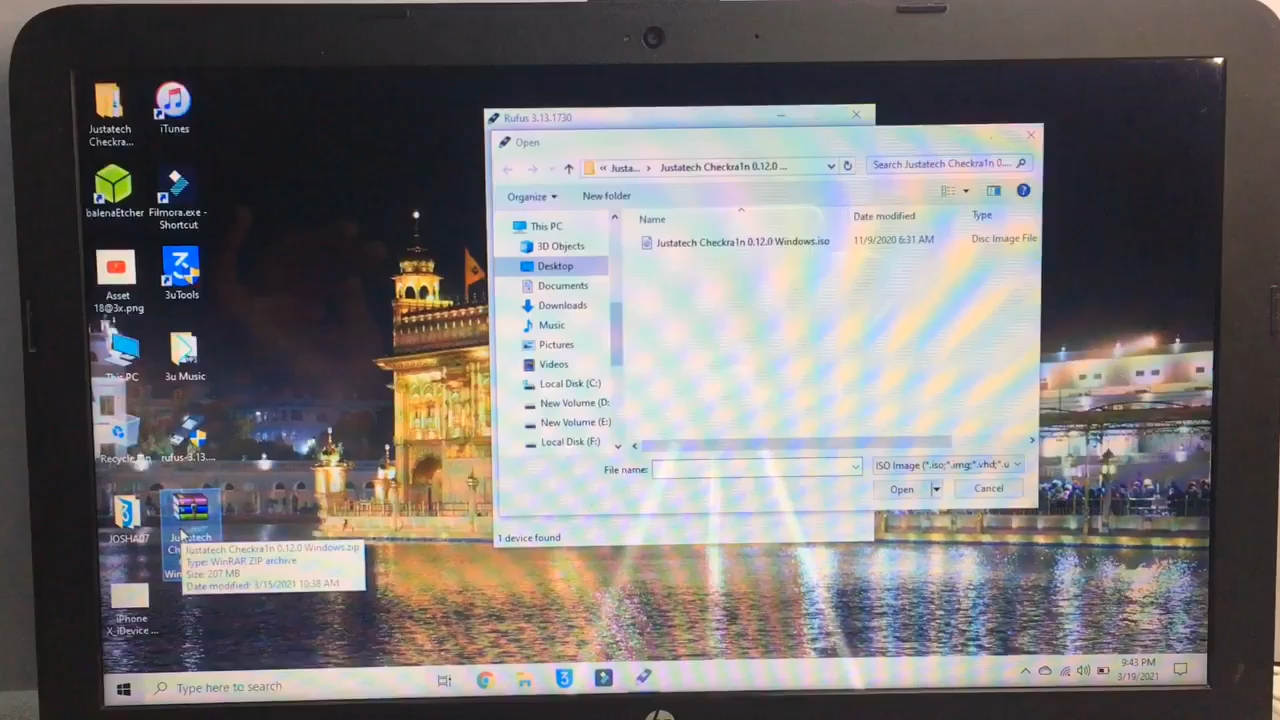 Justatech
Checkra...
iTunes
balenaEtcher
Filmora.exe -
Shortcut
Asset
18@3x.png
3uTools
This PC
3u Music
Recycle Bin
rufus-3.13....
JOSHA07
Justatech
Justatech Checkra1n 0.12.0 Windows.zip
Type: WinRAR ZIP archive
Size: 207 MB
Date modified: 3/15/2021 10:38 AM
iPhone
X_iDevice ...
Rufus 3.13.1730
Open
« Justa... › Justatech Checkra1n 0.12.0 ...
Search Justatech Checkra1n 0....
Organize
New folder
Name
Date modified
Type
Justatech Checkra1n 0.12.0 Windows.iso
11/9/2020 6:31 AM
Disc Image File
This PC
3D Objects
Desktop
Documents
Downloads
Music
Pictures
Videos
Local Disk (C:)
New Volume (D:
New Volume (E:)
Local Disk (F:)
File name:
ISO Image (*.iso;*.img;*.vhd;*.u
Open
Cancel
1 device found
Type here to search
9:43 PM
3/19/2021
hp